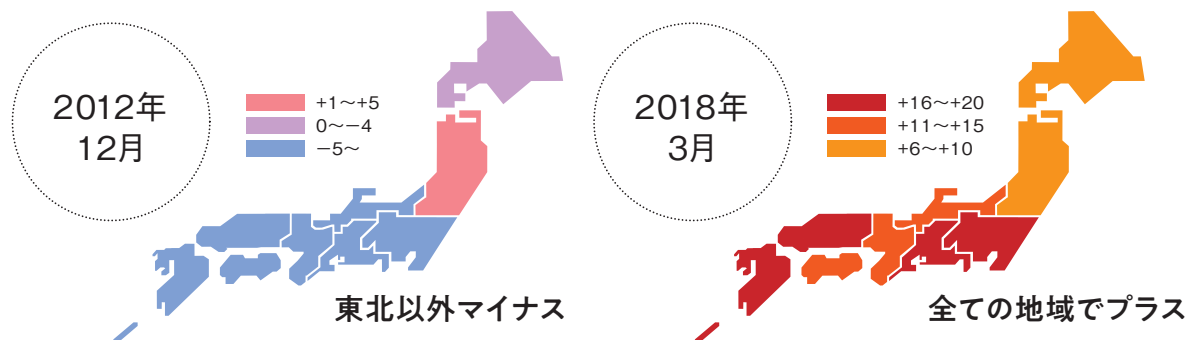 2012年
12月
+1〜+5
0〜−4
−5〜
東北以外マイナス
2018年
3月
+16〜+20
+11〜+15
+6〜+10
全ての地域でプラス